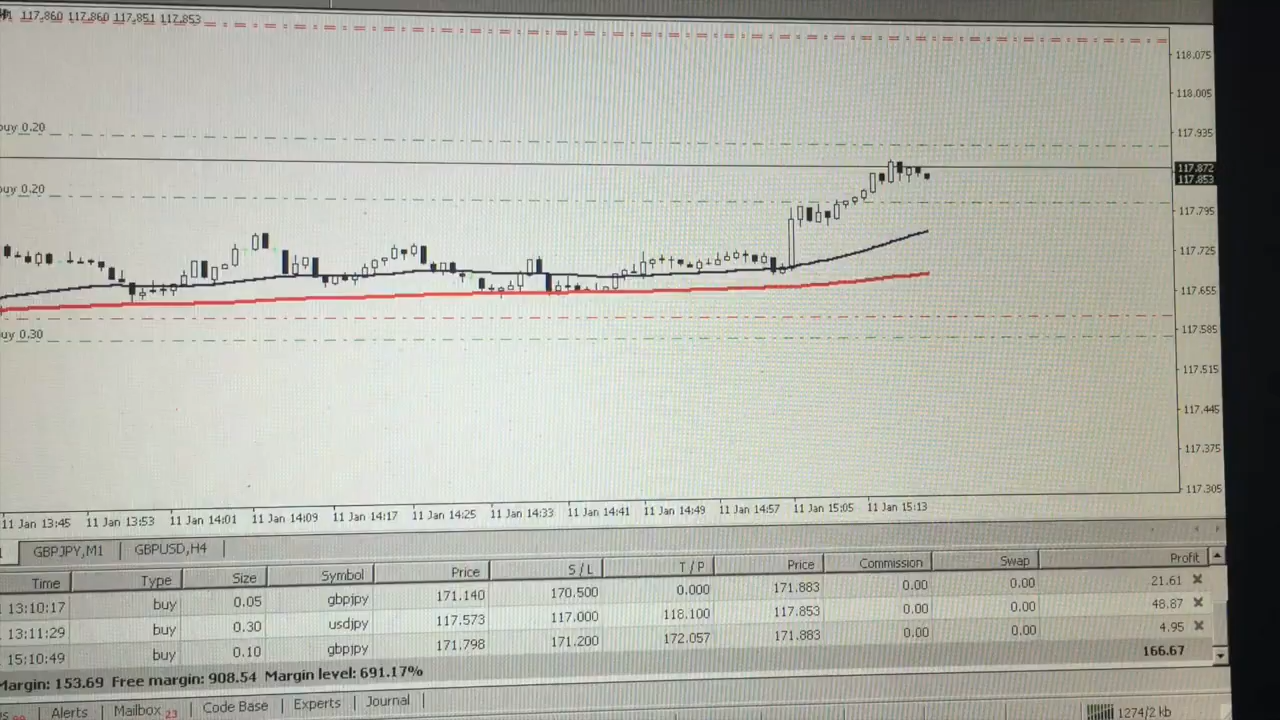 117.860 117.860 117.851 117.853
118.075
118.005
buy 0.20
117.935
117.872
117.853
buy 0.20
117.795
117.725
117.655
buy 0.30
117.585
117.515
117.445
117.375
117.305
11 Jan 13:45 11 Jan 13:53 11 Jan 14:01 11 Jan 14:09 11 Jan 14:17 11 Jan 14:25 11 Jan 14:33 11 Jan 14:41 11 Jan 14:49 11 Jan 14:57 11 Jan 15:05 11 Jan 15:13
GBPJPY,M1 GBPUSD,H4
Time Type Size Symbol Price S / L T / P Price Commission Swap Profit
13:10:17 buy 0.05 gbpjpy 171.140 170.500 0.000 171.883 0.00 0.00 21.61
13:11:29 buy 0.30 usdjpy 117.573 117.000 118.100 117.853 0.00 0.00 48.87
15:10:49 buy 0.10 gbpjpy 171.798 171.200 172.057 171.883 0.00 0.00 4.95
Margin: 153.69 Free margin: 908.54 Margin level: 691.17% 166.67
Alerts Mailbox 23 Code Base Experts Journal
1274/2 kb